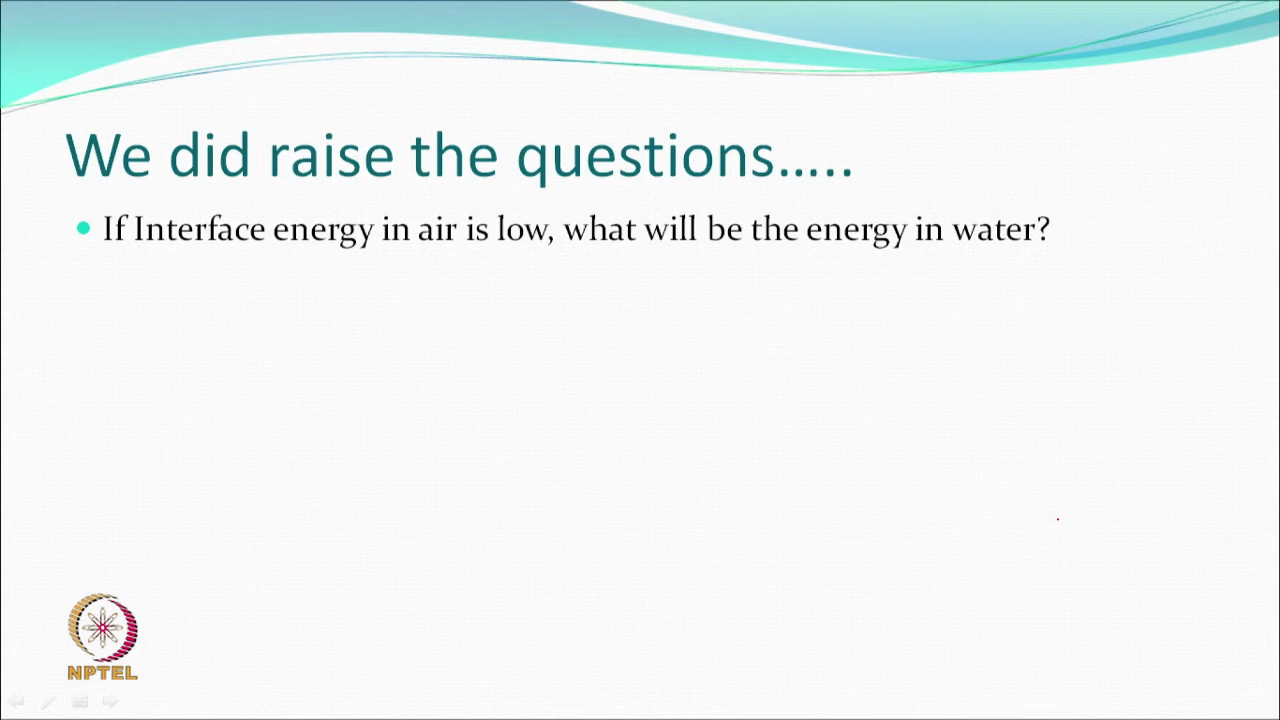 We did raise the questions.....
If Interface energy in air is low, what will be the energy in water?
NPTEL